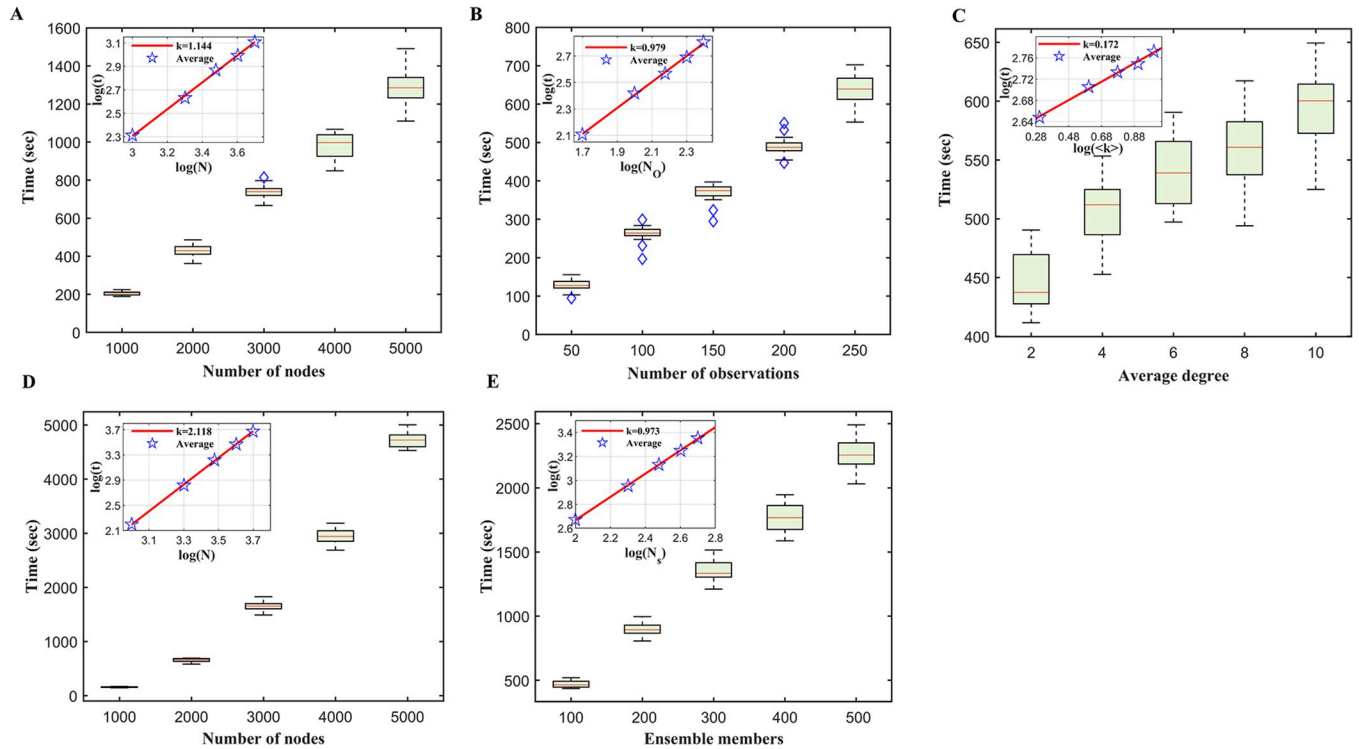 A
1600
1400
1200
1000
800
600
400
200
0
Time (sec)
3.1
2.9
2.7
2.5
2.3
log(t)
k=1.144
Average
3 3.2 3.4 3.6
log(N)
1000 2000 3000 4000 5000
Number of nodes
B
800
700
600
500
400
300
200
100
0
Time (sec)
2.7
2.5
2.3
2.1
log(t)
k=0.979
Average
1.7 1.9 2.1 2.3
log(N_O)
50 100 150 200 250
Number of observations
C
650
600
550
500
450
400
Time (sec)
2.76
2.72
2.68
2.64
log(t)
k=0.172
Average
0.28 0.48 0.68 0.88
log(<k>)
2 4 6 8 10
Average degree
D
5000
4000
3000
2000
1000
0
Time (sec)
3.7
3.3
2.9
2.5
2.1
log(t)
k=2.118
Average
3.1 3.3 3.5 3.7
log(N)
1000 2000 3000 4000 5000
Number of nodes
E
2500
2000
1500
1000
500
Time (sec)
3.4
3.2
3
2.8
2.6
log(t)
k=0.973
Average
2 2.2 2.4 2.6 2.8
log(N_s)
100 200 300 400 500
Ensemble members